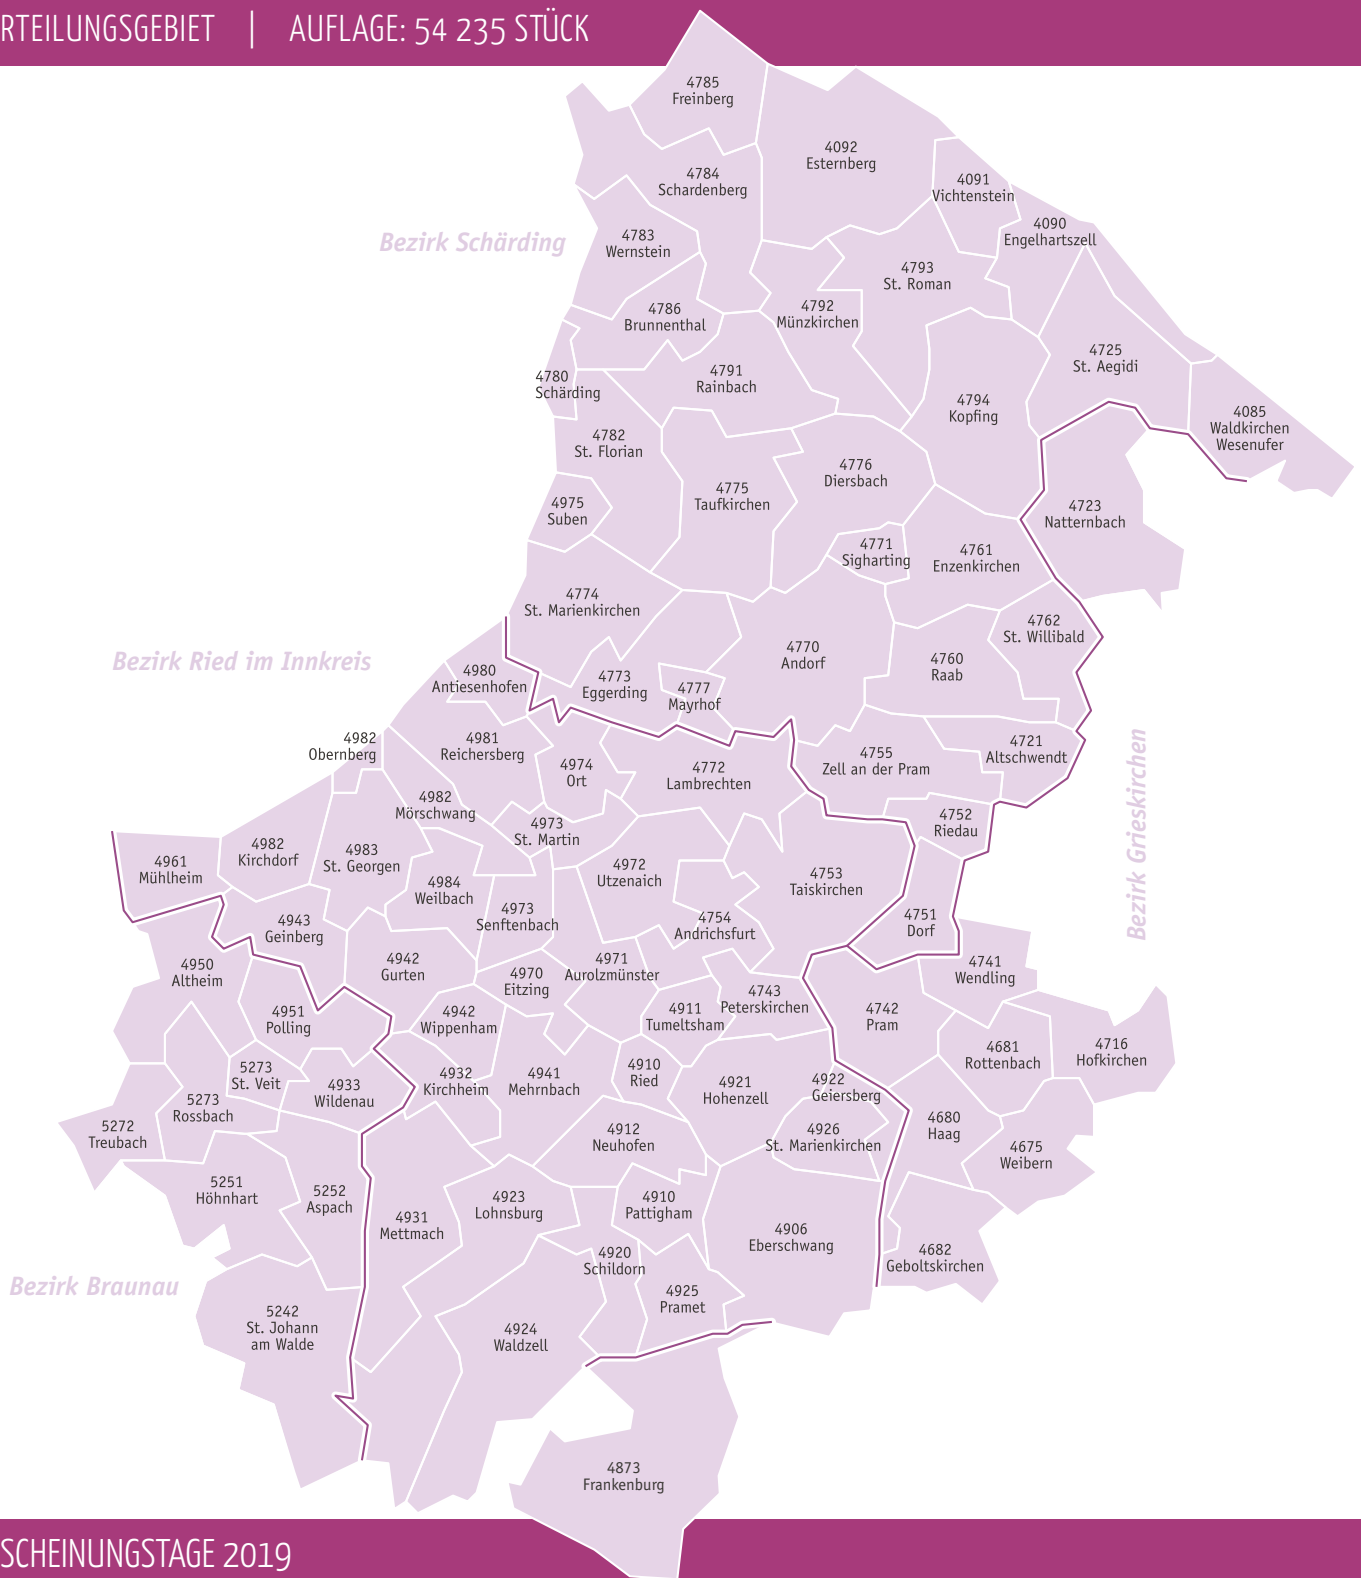 RTEILUNGSGEBIET | AUFLAGE: 54 235 STÜCK
4785
Freinberg
4092
Esternberg
4784
Schardenberg
4091
Vichtenstein
4090
Engelhartszell
Bezirk Schärding
4783
Wernstein
4793
St. Roman
4786
Brunnenthal
4792
Münzkirchen
4725
St. Aegidi
4780
Schärding
4791
Rainbach
4794
Kopfing
4085
Waldkirchen
Wesenufer
4782
St. Florian
4776
Diersbach
4975
Suben
4775
Taufkirchen
4723
Natternbach
4771
Sigharting
4761
Enzenkirchen
4774
St. Marienkirchen
4762
St. Willibald
Bezirk Ried im Innkreis
4980
Antiesenhofen
4773
Eggerding
4777
Mayrhof
4770
Andorf
4760
Raab
4982
Obernberg
4981
Reichersberg
4974
Ort
4772
Lambrechten
4755
Zell an der Pram
4721
Altschwendt
Bezirk Grieskirchen
4982
Mörschwang
4973
St. Martin
4752
Riedau
4961
Mühlheim
4982
Kirchdorf
4983
St. Georgen
4984
Weilbach
4972
Utzenaich
4753
Taiskirchen
4943
Geinberg
4973
Senftenbach
4754
Andrichsfurt
4751
Dorf
4950
Altheim
4942
Gurten
4970
Eitzing
4971
Aurolzmünster
4741
Wendling
4951
Polling
4942
Wippenham
4911
Tumeltsham
4743
Peterskirchen
4742
Pram
5273
St. Veit
4933
Wildenau
4932
Kirchheim
4941
Mehrnbach
4910
Ried
4921
Hohenzell
4922
Geiersberg
4681
Rottenbach
4716
Hofkirchen
5273
Rossbach
5272
Treubach
4912
Neuhofen
4926
St. Marienkirchen
4680
Haag
4675
Weibern
5251
Höhnhart
5252
Aspach
4931
Mettmach
4923
Lohnsburg
4910
Pattigham
4906
Eberschwang
4682
Geboltskirchen
Bezirk Braunau
4920
Schildorn
4925
Pramet
5242
St. Johann
am Walde
4924
Waldzell
4873
Frankenburg
SCHEINUNGSTAGE 2019